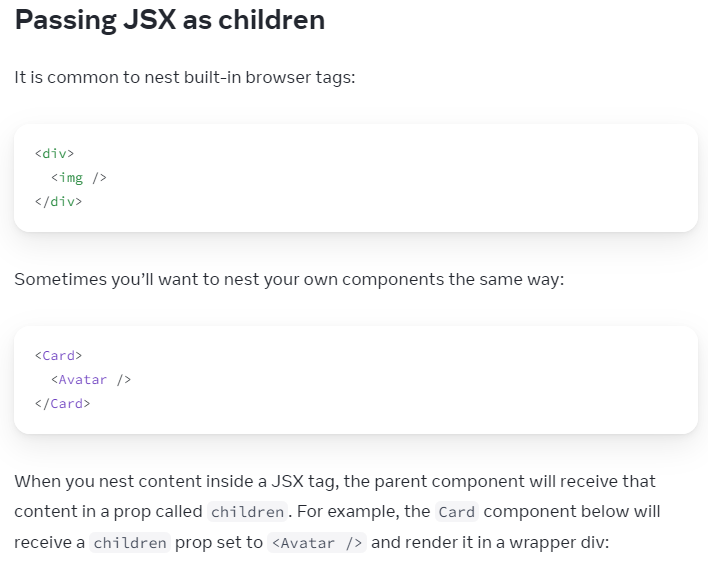 Passing JSX as children
It is common to nest built-in browser tags:
<div>
  <img />
</div>
Sometimes you’ll want to nest your own components the same way:
<Card>
  <Avatar />
</Card>
When you nest content inside a JSX tag, the parent component will receive that
content in a prop called children. For example, the Card component below will
receive a children prop set to <Avatar /> and render it in a wrapper div: